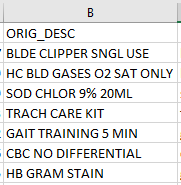 B
ORIG_DESC
BLDE CLIPPER SNGL USE
HC BLD GASES O2 SAT ONLY
SOD CHLOR 9% 20ML
TRACH CARE KIT
GAIT TRAINING 5 MIN
CBC NO DIFFERENTIAL
HB GRAM STAIN